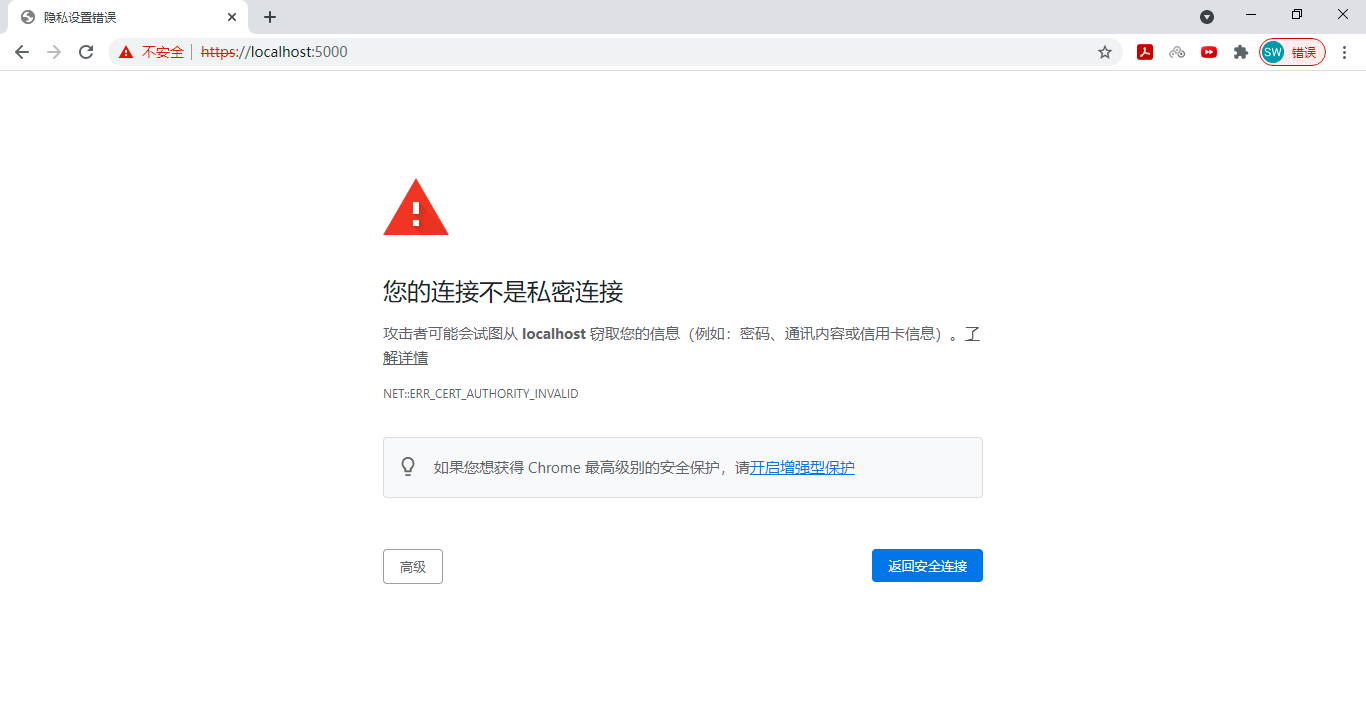 隐私设置错误
不安全 https://localhost:5000
SW 错误
您的连接不是私密连接
攻击者可能会试图从 localhost 窃取您的信息（例如：密码、通讯内容或信用卡信息）。了
解详情
NET::ERR_CERT_AUTHORITY_INVALID
如果您想获得 Chrome 最高级别的安全保护，请开启增强型保护
高级
返回安全连接